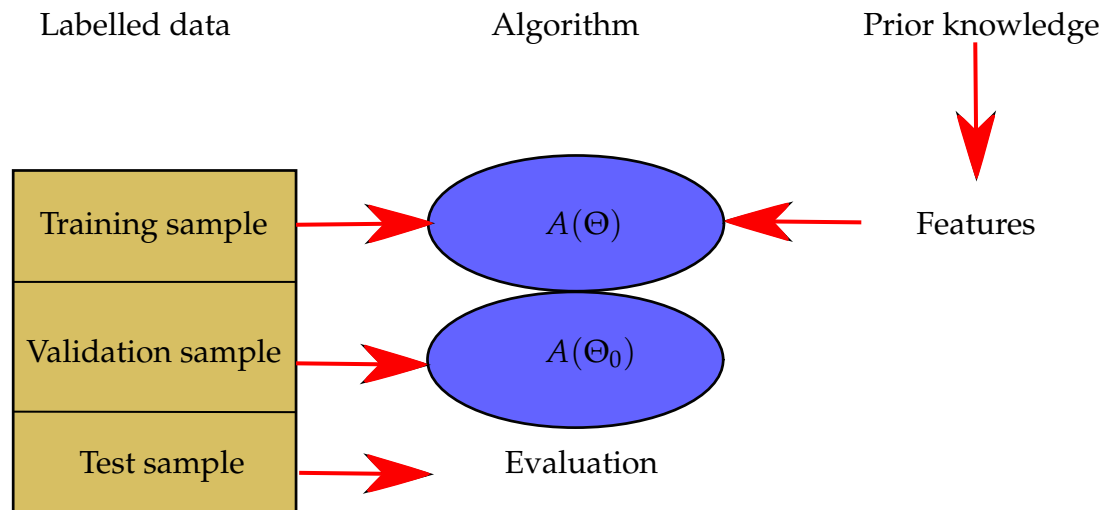 Labelled data
Algorithm
Prior knowledge
Training sample
A(Θ)
Features
Validation sample
A(Θ₀)
Test sample
Evaluation